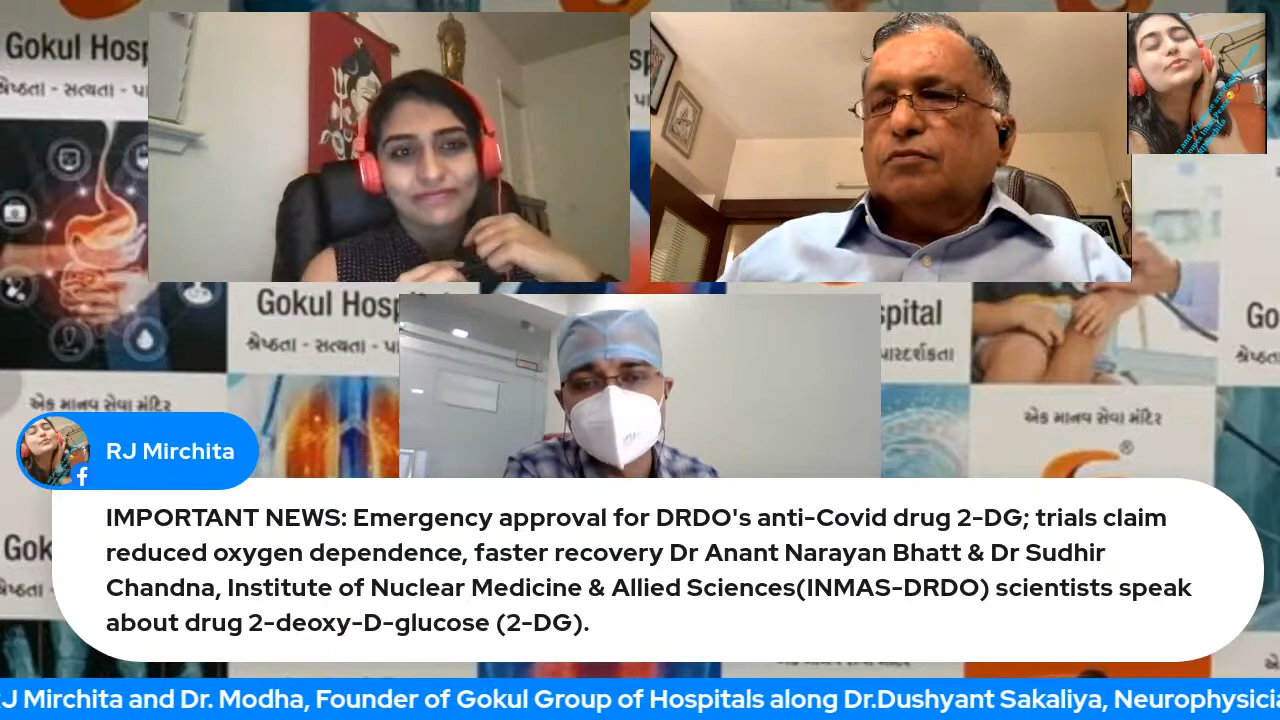 Gokul Hosp
શ્રેષ્ઠતા - સત્યતા - પા
Gokul Hosp
શ્રેષ્ઠતા - સત્યતા - પા
spital
પારદર્શકતા
Go
એક માનવ સેવા મંદિર
એક માનવ સેવા મંદિર
®
RJ Mirchita
IMPORTANT NEWS: Emergency approval for DRDO's anti-Covid drug 2-DG; trials claim
reduced oxygen dependence, faster recovery Dr Anant Narayan Bhatt & Dr Sudhir
Chandna, Institute of Nuclear Medicine & Allied Sciences(INMAS-DRDO) scientists speak
about drug 2-deoxy-D-glucose (2-DG).
Gok
RJ Mirchita and Dr. Modha, Founder of Gokul Group of Hospitals along Dr.Dushyant Sakaliya, Neurophysicia